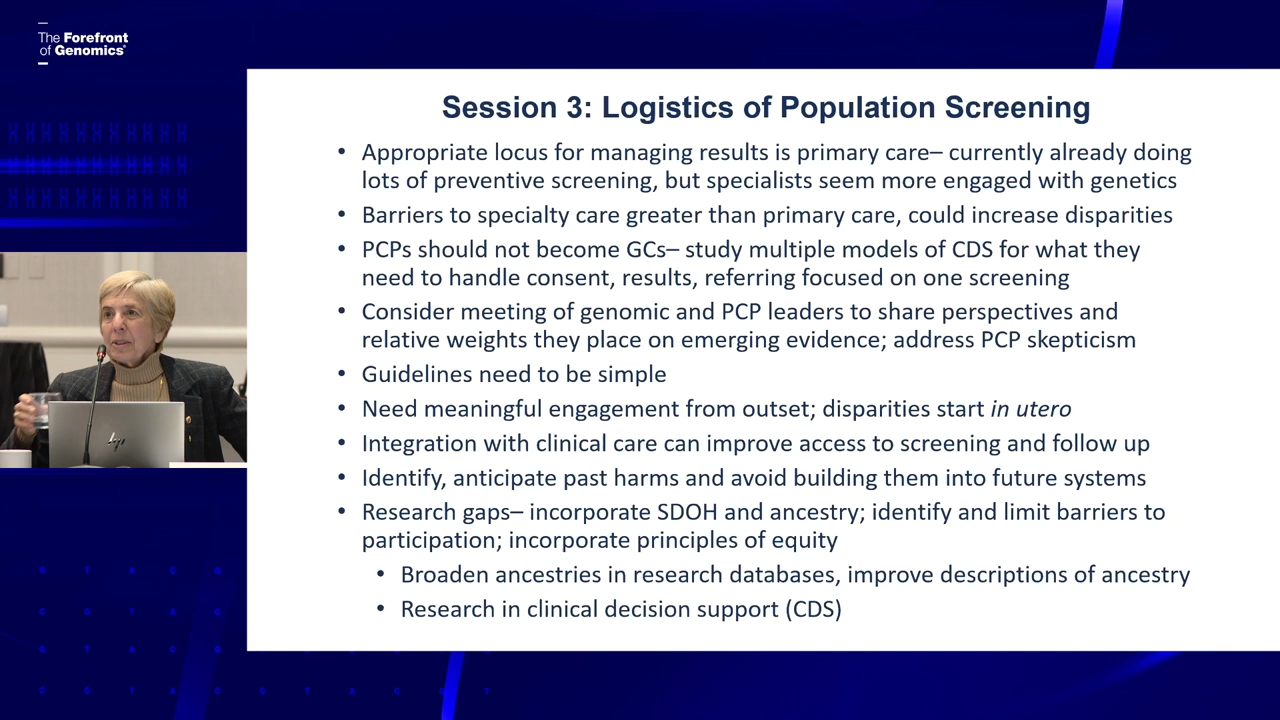 The Forefront
of Genomics®
Session 3: Logistics of Population Screening
• Appropriate locus for managing results is primary care– currently already doing
lots of preventive screening, but specialists seem more engaged with genetics
• Barriers to specialty care greater than primary care, could increase disparities
• PCPs should not become GCs– study multiple models of CDS for what they
need to handle consent, results, referring focused on one screening
• Consider meeting of genomic and PCP leaders to share perspectives and
relative weights they place on emerging evidence; address PCP skepticism
• Guidelines need to be simple
• Need meaningful engagement from outset; disparities start in utero
• Integration with clinical care can improve access to screening and follow up
• Identify, anticipate past harms and avoid building them into future systems
• Research gaps– incorporate SDOH and ancestry; identify and limit barriers to
participation; incorporate principles of equity
• Broaden ancestries in research databases, improve descriptions of ancestry
• Research in clinical decision support (CDS)
hp